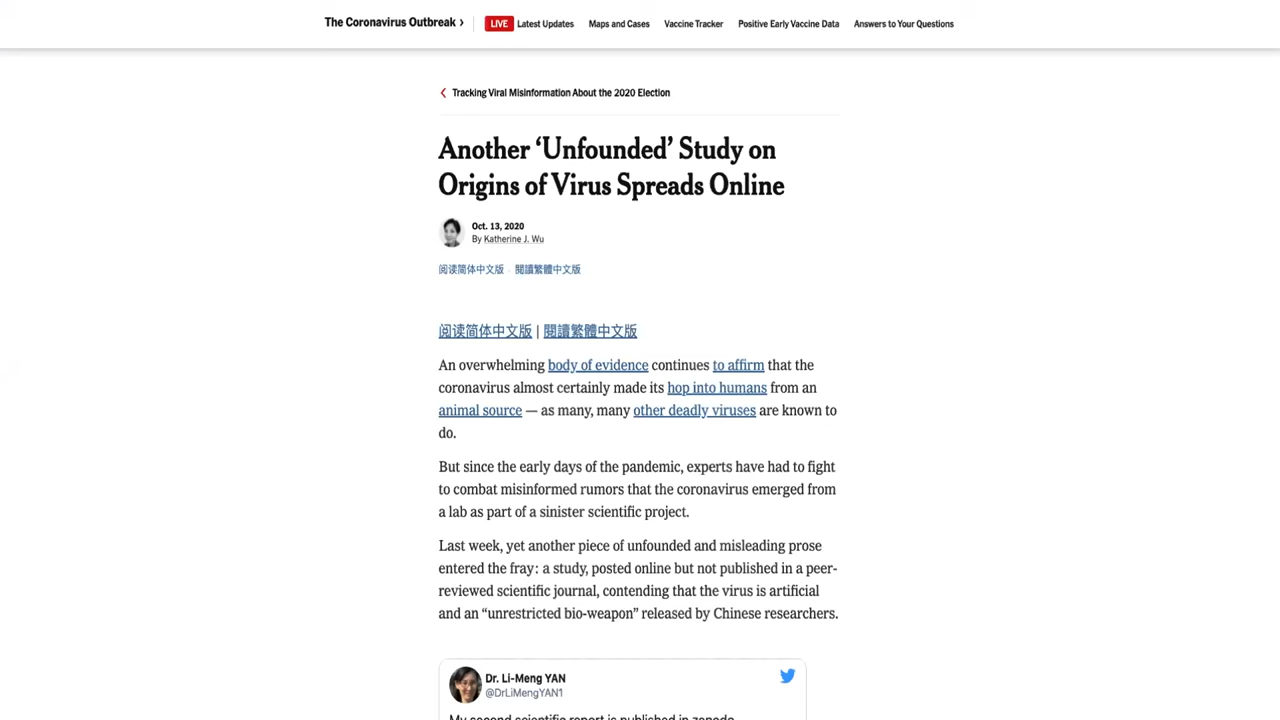 The Coronavirus Outbreak › LIVE Latest Updates Maps and Cases Vaccine Tracker Positive Early Vaccine Data Answers to Your Questions
Tracking Viral Misinformation About the 2020 Election
Another ‘Unfounded’ Study on
Origins of Virus Spreads Online
Oct. 13, 2020
By Katherine J. Wu
阅读简体中文版 · 閱讀繁體中文版
阅读简体中文版 | 閱讀繁體中文版
An overwhelming body of evidence continues to affirm that the
coronavirus almost certainly made its hop into humans from an
animal source — as many, many other deadly viruses are known to
do.
But since the early days of the pandemic, experts have had to fight
to combat misinformed rumors that the coronavirus emerged from
a lab as part of a sinister scientific project.
Last week, yet another piece of unfounded and misleading prose
entered the fray: a study, posted online but not published in a peer-
reviewed scientific journal, contending that the virus is artificial
and an “unrestricted bio-weapon” released by Chinese researchers.
Dr. Li-Meng YAN
@DrLiMengYAN1
My second scientific report is published in zenodo